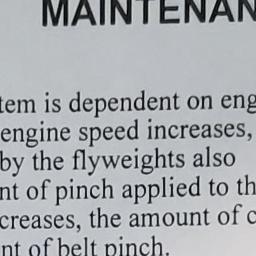 MAINTENAN
tem is dependent on eng
engine speed increases,
by the flyweights also
nt of pinch applied to th
creases, the amount of c
nt of belt pinch.